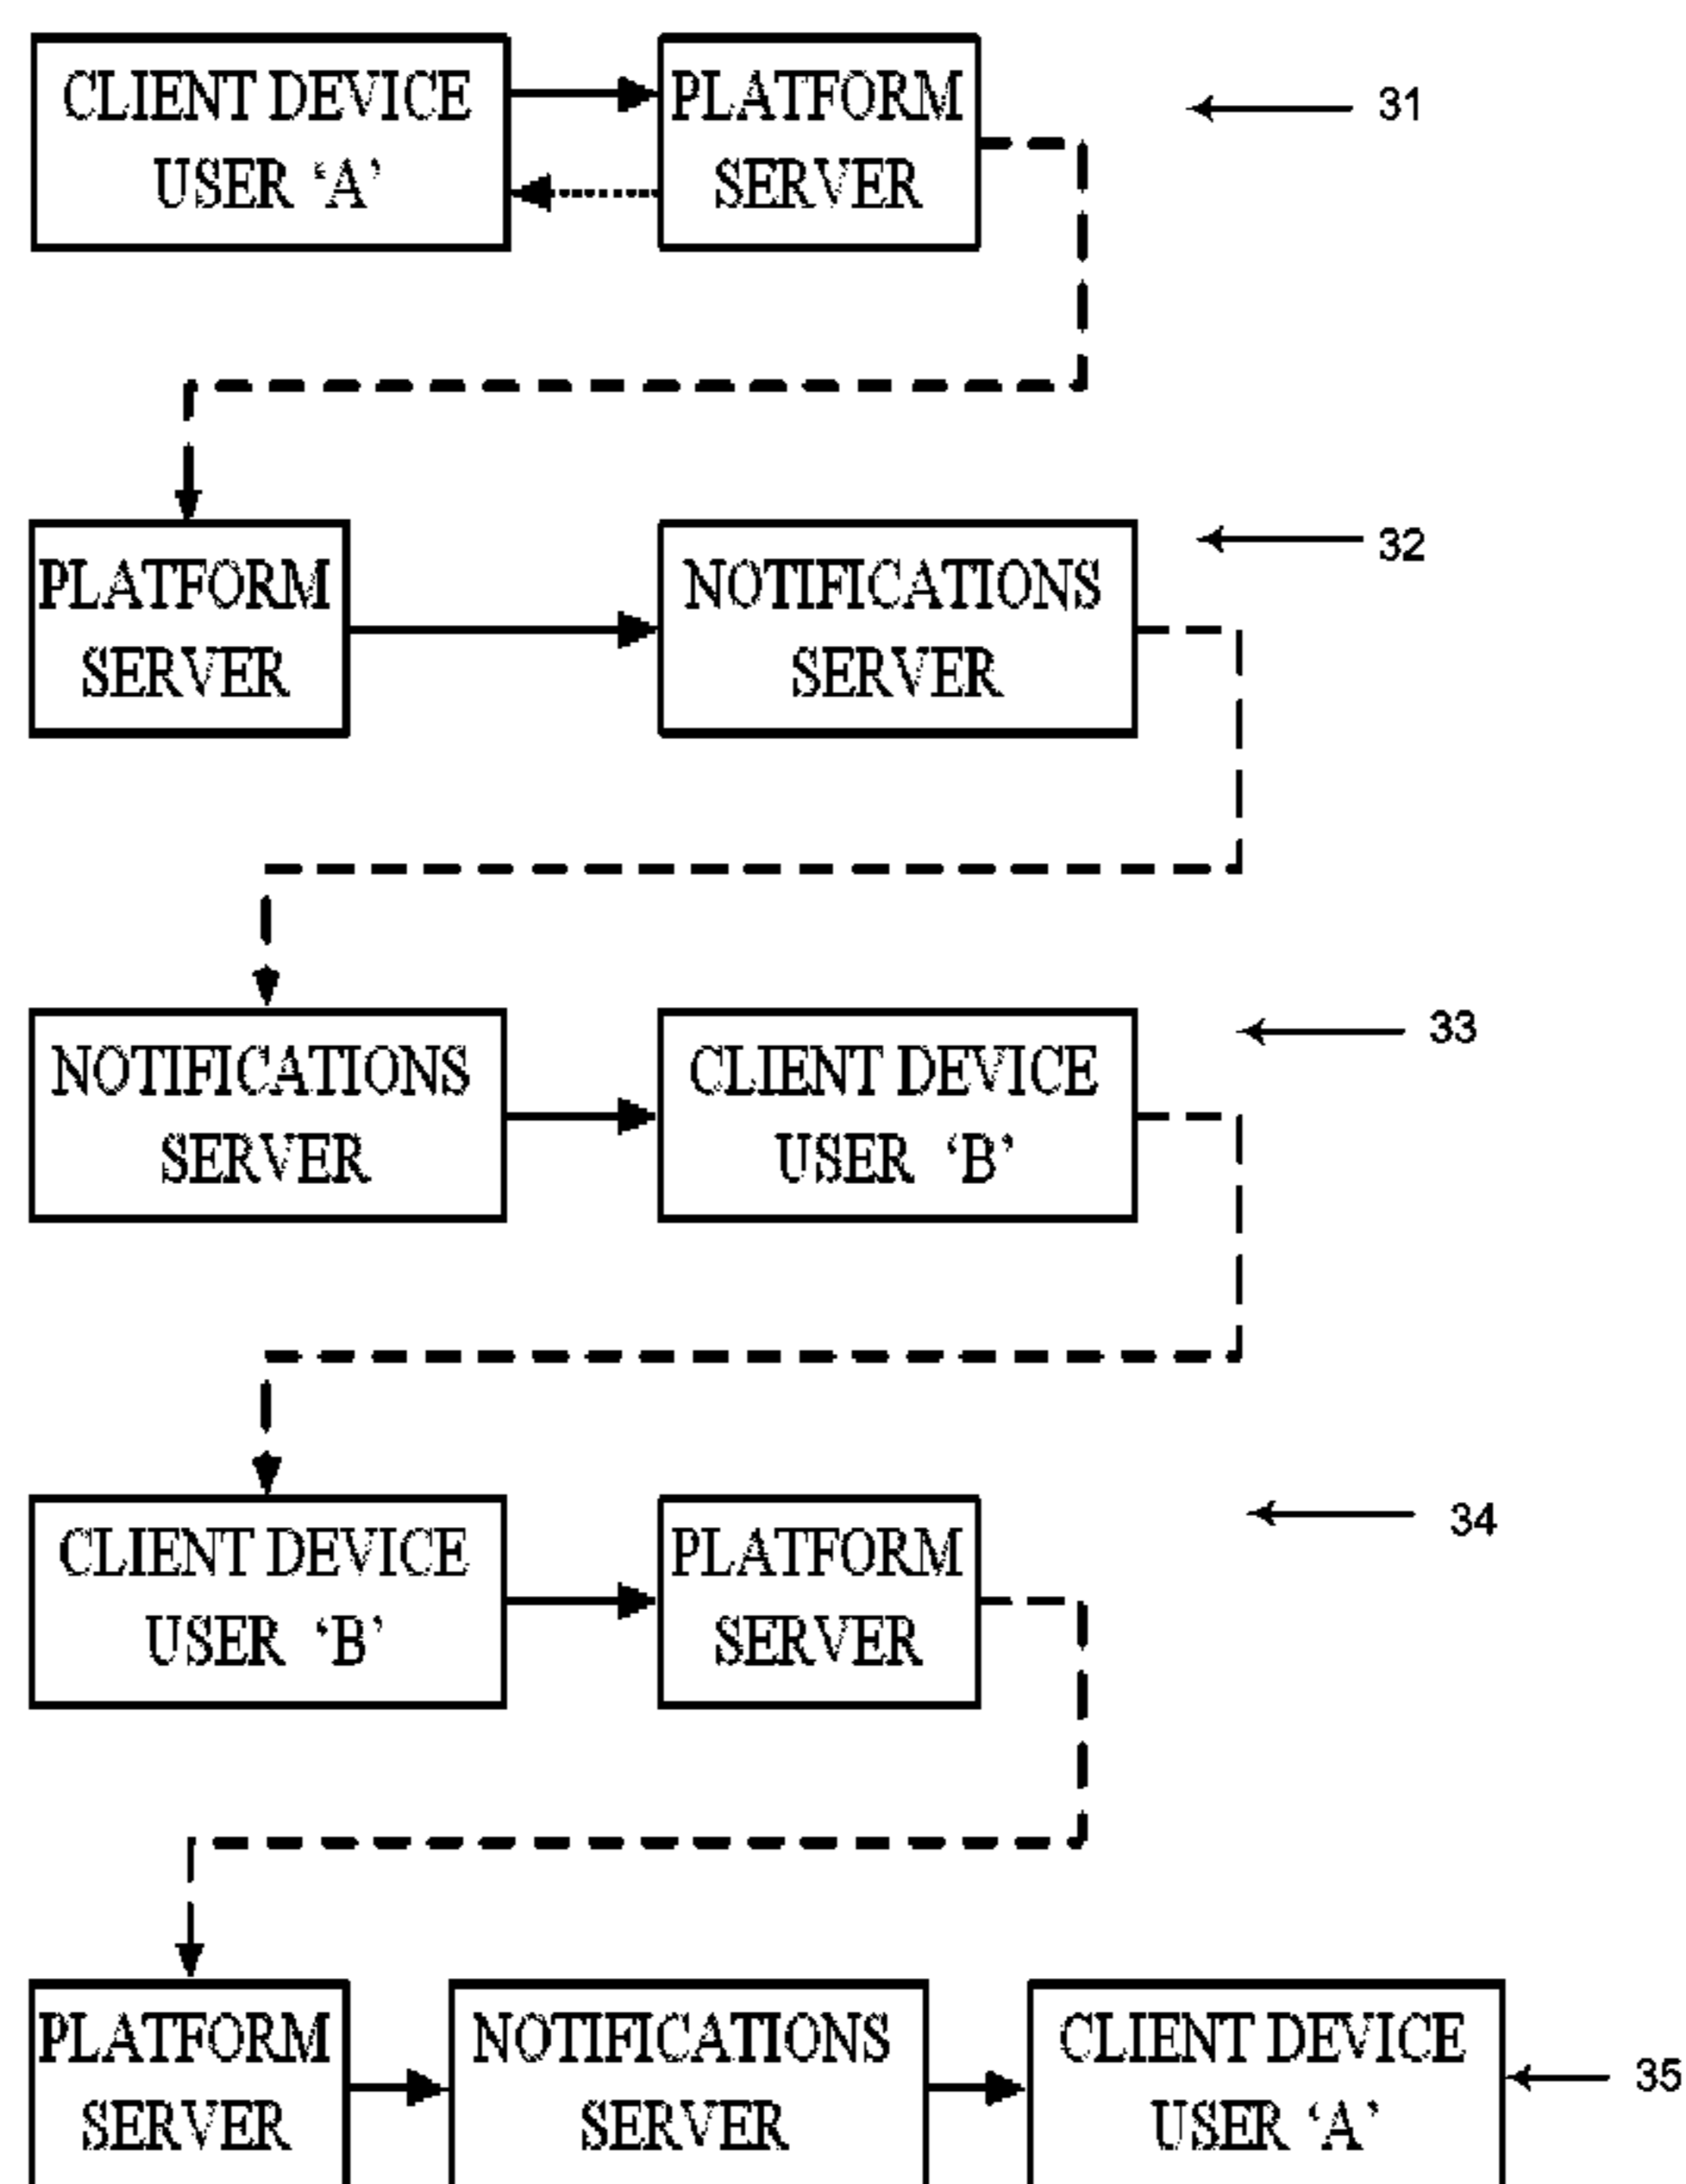 CLIENT DEVICE
USER 'A'
PLATFORM
SERVER
31
PLATFORM
SERVER
NOTIFICATIONS
SERVER
32
NOTIFICATIONS
SERVER
CLIENT DEVICE
USER 'B'
33
CLIENT DEVICE
USER 'B'
PLATFORM
SERVER
34
PLATFORM
SERVER
NOTIFICATIONS
SERVER
CLIENT DEVICE
USER 'A'
35